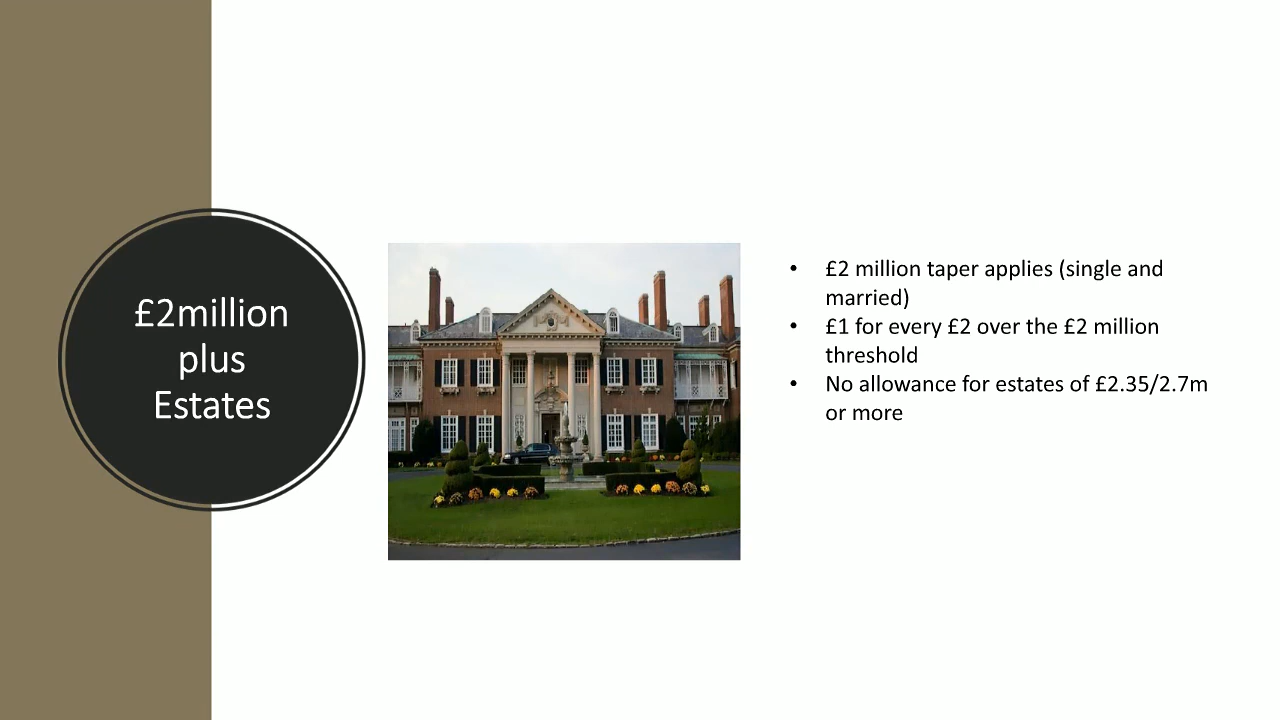 £2million
plus
Estates
• £2 million taper applies (single and
married)
• £1 for every £2 over the £2 million
threshold
• No allowance for estates of £2.35/2.7m
or more